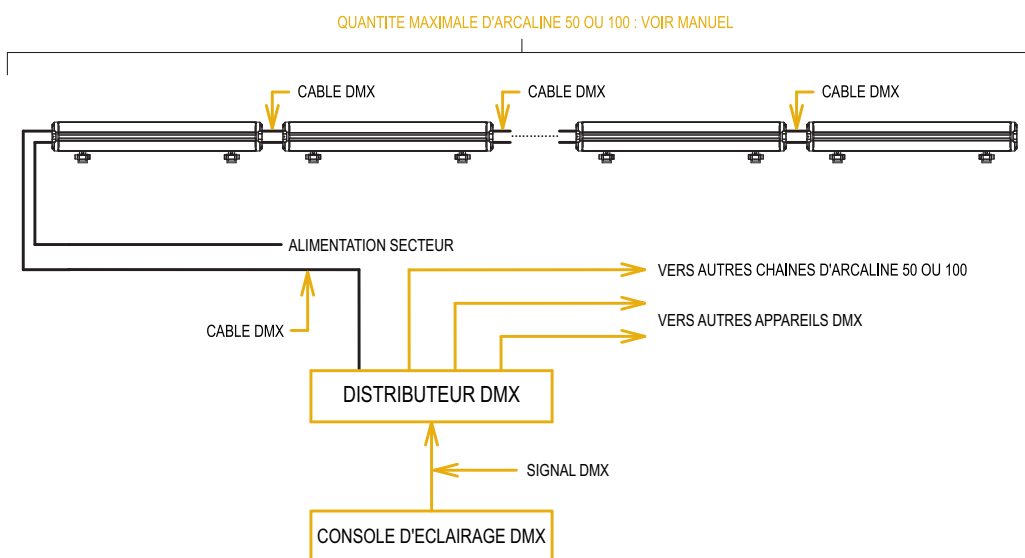 QUANTITE MAXIMALE D'ARCALINE 50 OU 100 : VOIR MANUEL
CABLE DMX
CABLE DMX
CABLE DMX
ALIMENTATION SECTEUR
VERS AUTRES CHAINES D'ARCALINE 50 OU 100
VERS AUTRES APPAREILS DMX
CABLE DMX
DISTRIBUTEUR DMX
SIGNAL DMX
CONSOLE D'ECLAIRAGE DMX